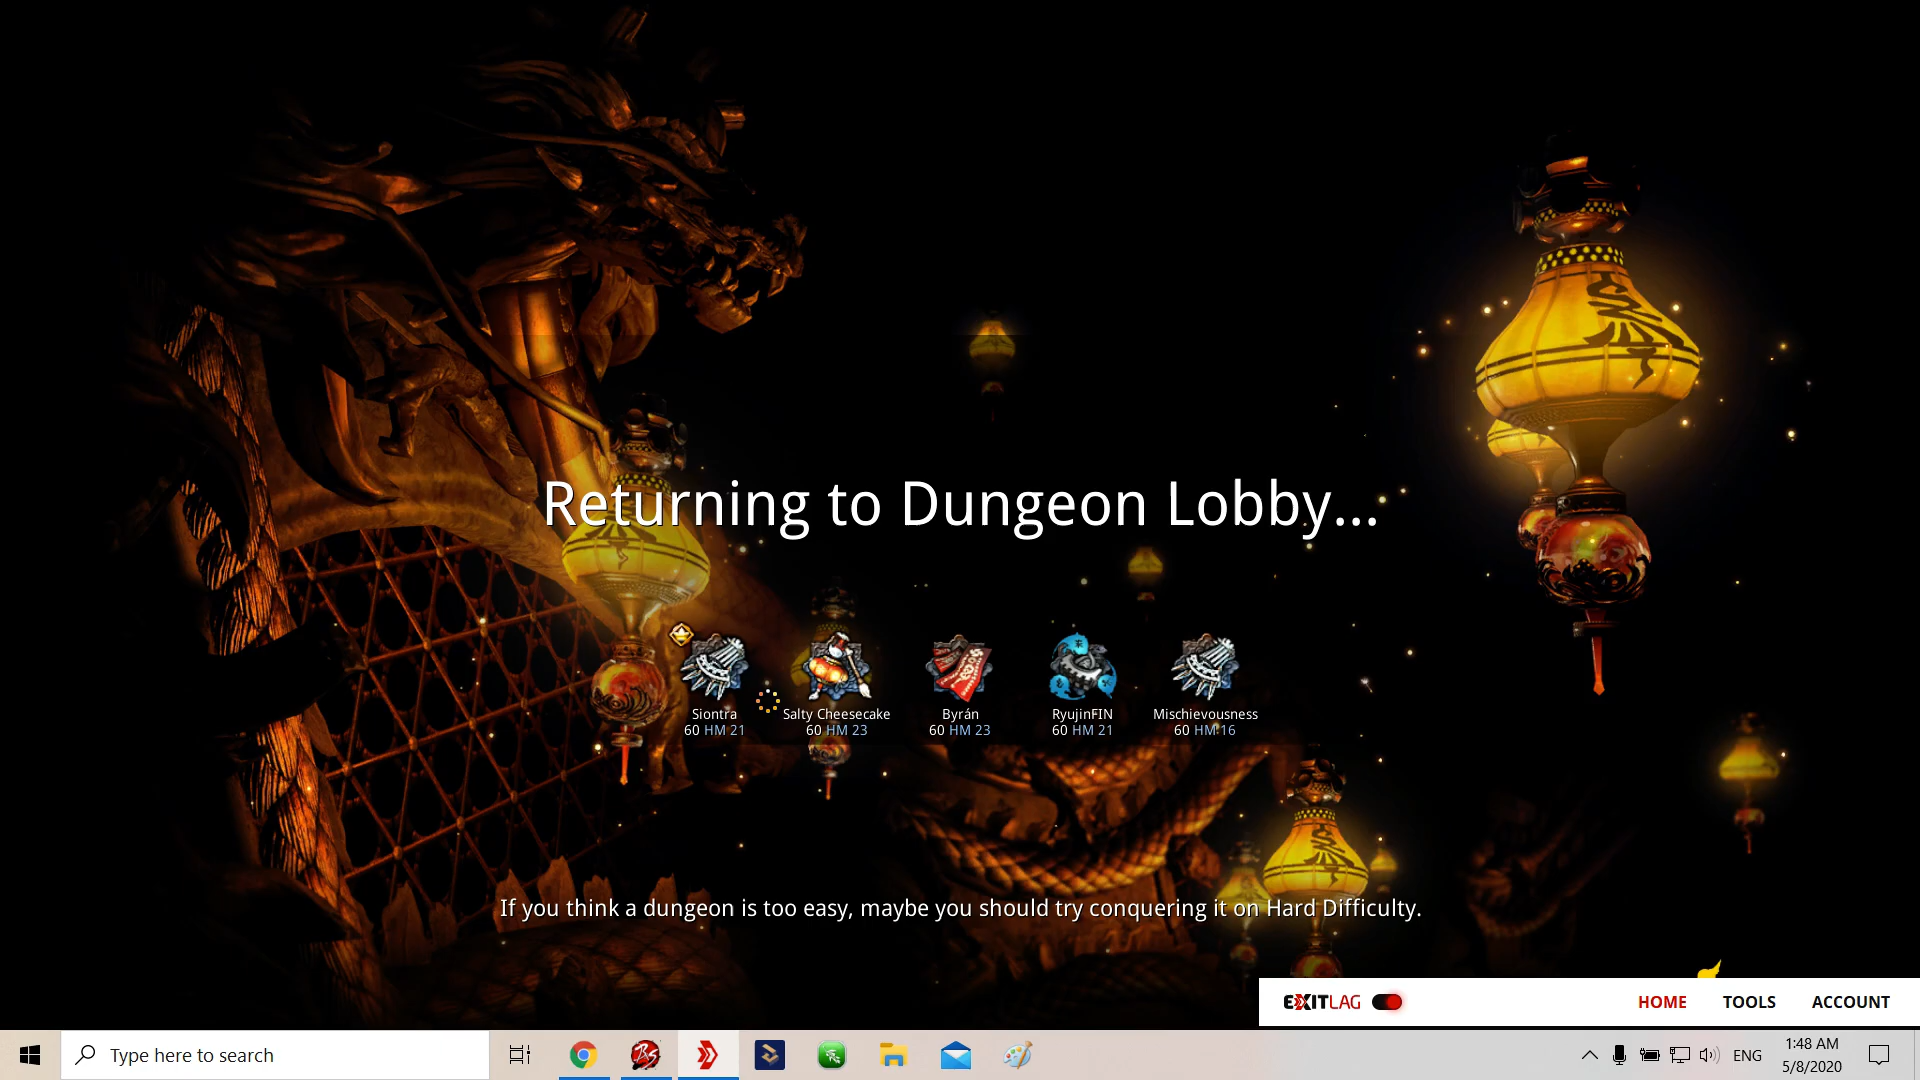 Returning to Dungeon Lobby...
Siontra
60 HM 21
Salty Cheesecake
60 HM 23
Byrán
60 HM 23
RyujinFIN
60 HM 21
Mischievousness
60 HM 16
If you think a dungeon is too easy, maybe you should try conquering it on Hard Difficulty.
EXITLAG HOME TOOLS ACCOUNT
Type here to search
ENG
1:48 AM
5/8/2020